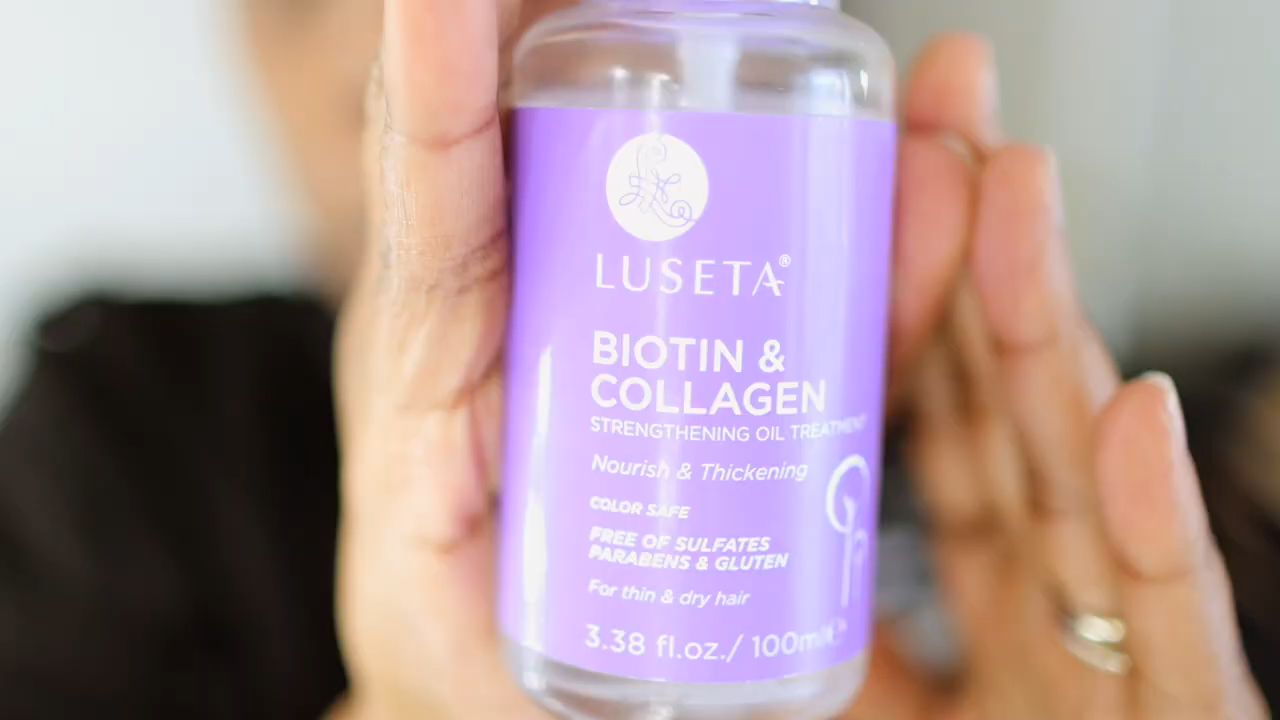 LUSETA®
BIOTIN &
COLLAGEN
STRENGTHENING OIL TREATMENT
Nourish & Thickening
COLOR SAFE
FREE OF SULFATES
PARABENS & GLUTEN
For thin & dry hair
3.38 fl.oz./ 100ml℮